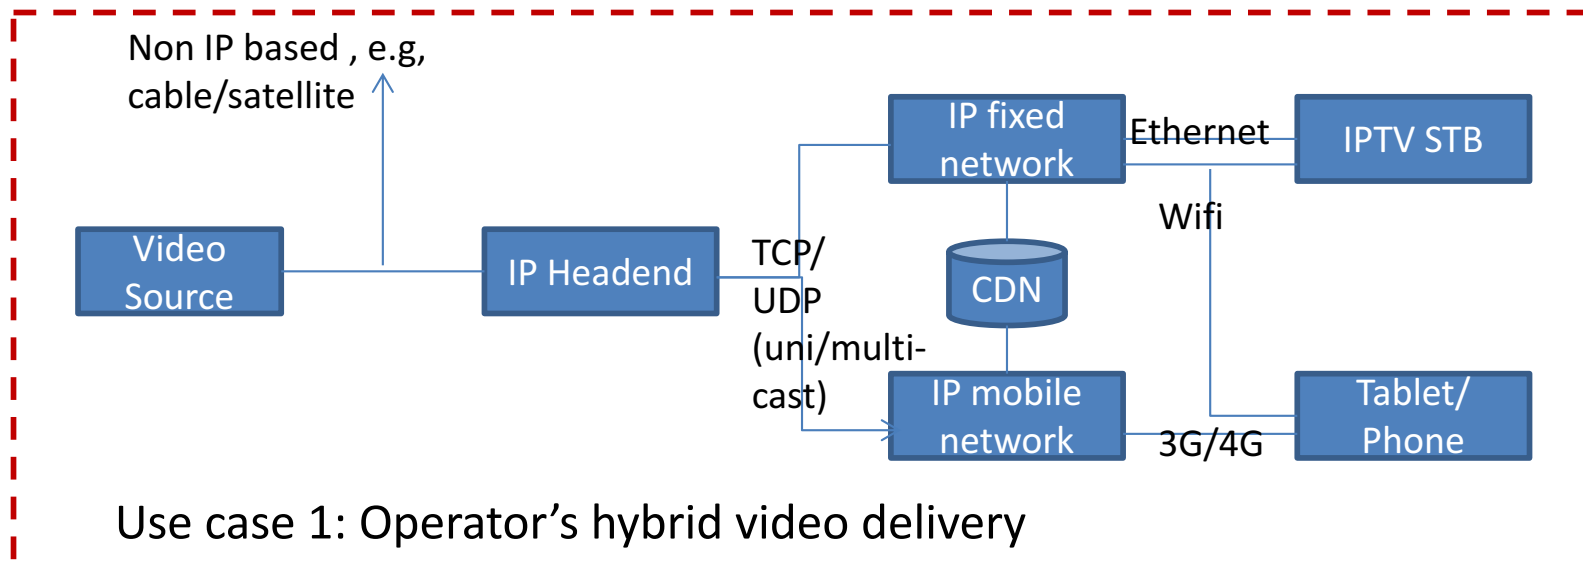 Non IP based , e.g,
cable/satellite
Video
Source
IP Headend
TCP/
UDP
(uni/multi-
cast)
IP fixed
network
Ethernet
IPTV STB
Wifi
CDN
IP mobile
network
3G/4G
Tablet/
Phone
Use case 1: Operator’s hybrid video delivery